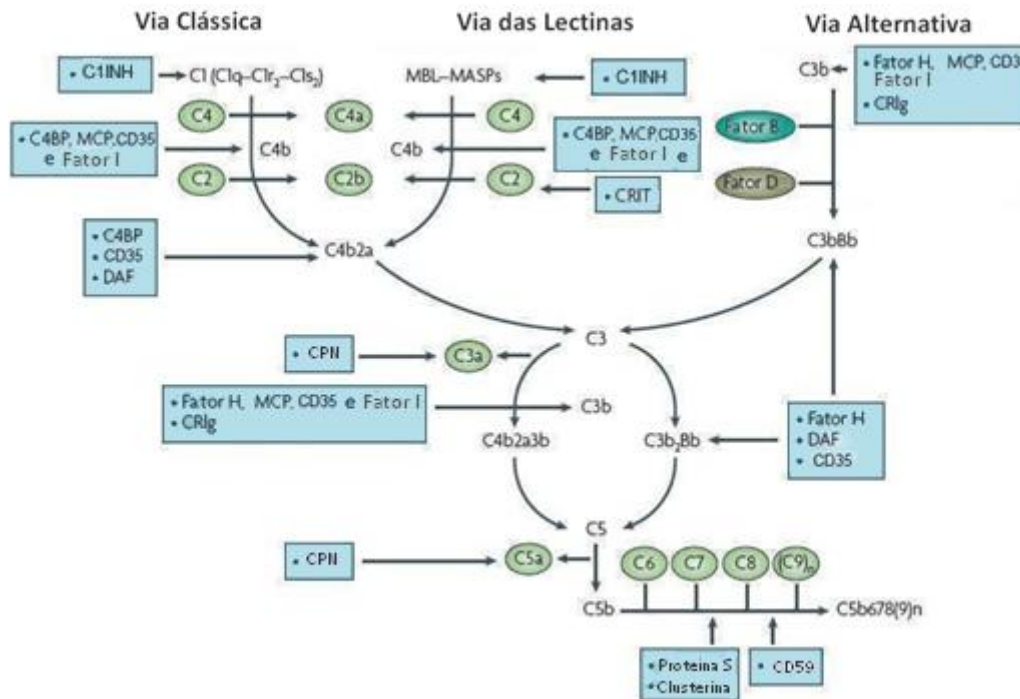 Via Clássica
Via das Lectinas
Via Alternativa
• C1INH
C1 (C1q–C1r2–C1s2)
MBL–MASPs
• C1INH
C3b
• Fator H, MCP, CD3
Fator I
• CRIg
C4
C4a
C4
• C4BP, MCP,CD35
e Fator I
C4b
C4b
• C4BP, MCP,CD35
e Fator I e
Fator B
C2
C2b
C2
• CRIT
Fator D
• C4BP
• CD35
• DAF
C4b2a
C3bBb
C3
• CPN
C3a
• Fator H, MCP, CD35 e Fator I
• CRIg
C3b
C4b2a3b
C3b2Bb
• Fator H
• DAF
• CD35
C5
• CPN
C5a
C6
C7
C8
(C9)n
C5b
C5b678(9)n
• Proteina S
• Clusterina
• CD59